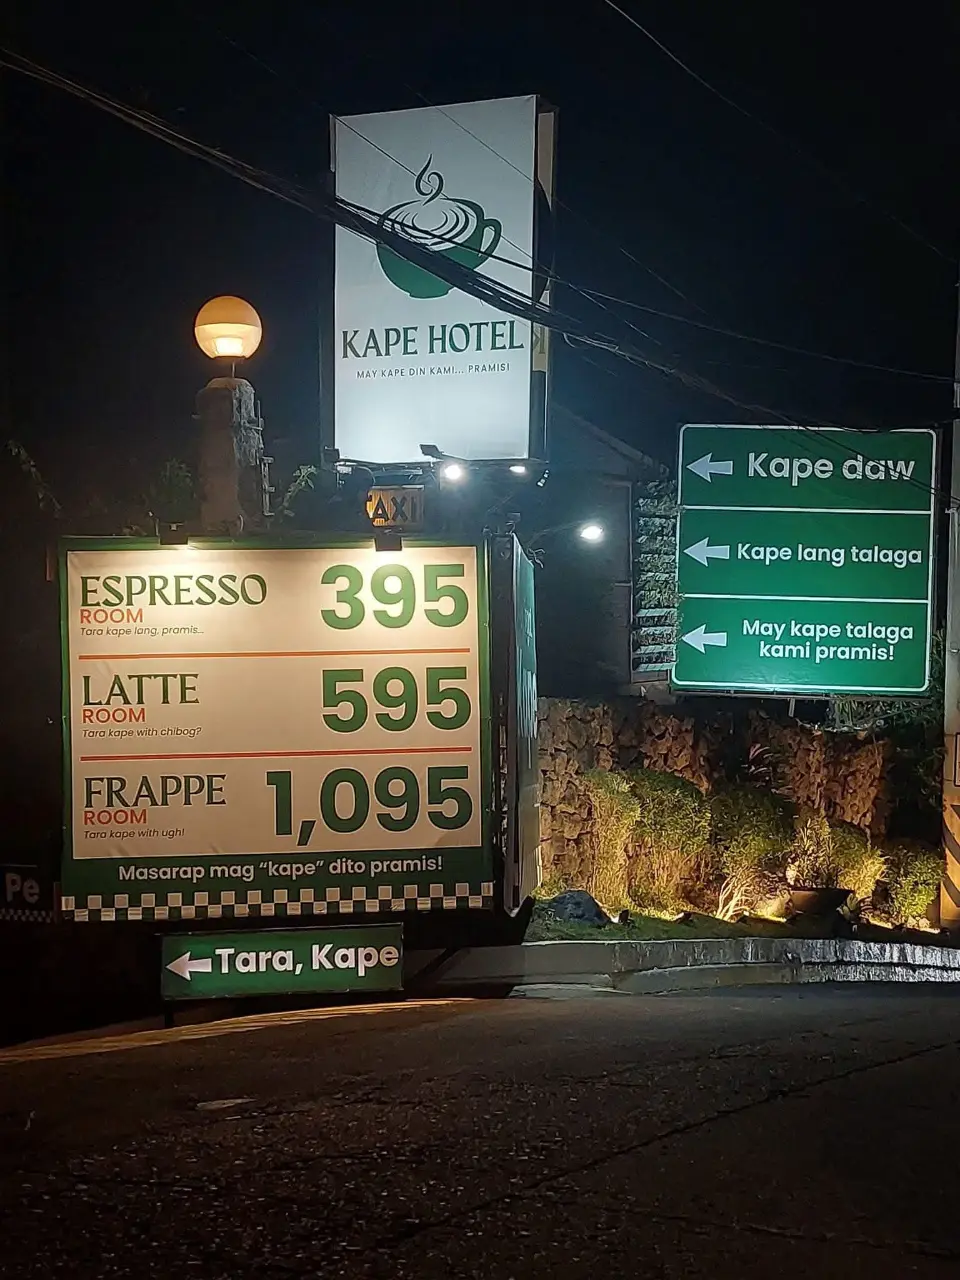 KAPE HOTEL
MAY KAPE DIN KAMI... PRAMIS!
TAXI
ESPRESSO 395
ROOM
Tara kape lang, pramis...
LATTE 595
ROOM
Tara kape with chibog?
FRAPPE 1,095
ROOM
Tara kape with ugh!
Masarap mag “kape” dito pramis!
Pe
Tara, Kape
Kape daw
Kape lang talaga
May kape talaga
kami pramis!